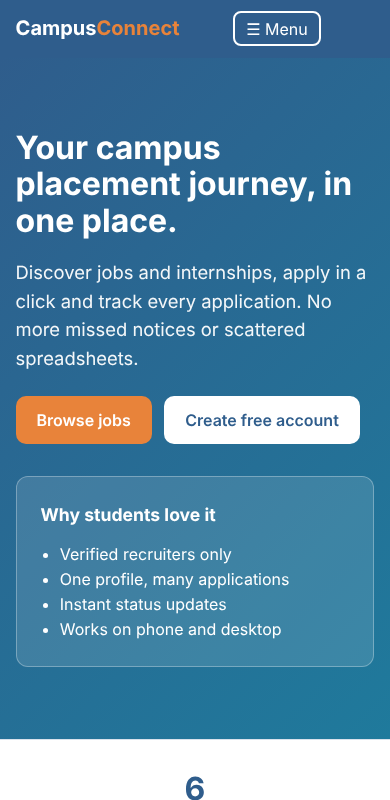 CampusConnect
☰ Menu
Your campus
placement journey, in
one place.
Discover jobs and internships, apply in a
click and track every application. No
more missed notices or scattered
spreadsheets.
Browse jobs
Create free account
Why students love it
• Verified recruiters only
• One profile, many applications
• Instant status updates
• Works on phone and desktop
6